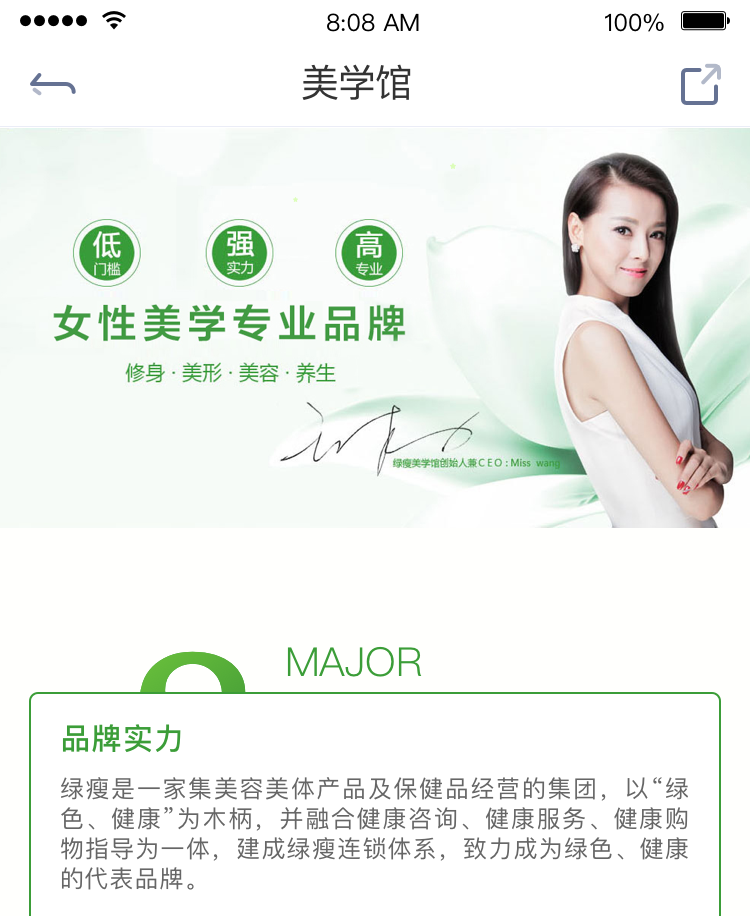 8:08 AM
100%
美学馆
低
门槛
强
实力
高
专业
女性美学专业品牌
修身·美形·美容·养生
绿瘦美学馆创始人兼CEO:Miss wang
MAJOR
品牌实力
绿瘦是一家集美容美体产品及保健品经营的集团，以“绿
色、健康”为木柄，并融合健康咨询、健康服务、健康购
物指导为一体，建成绿瘦连锁体系，致力成为绿色、健康
的代表品牌。